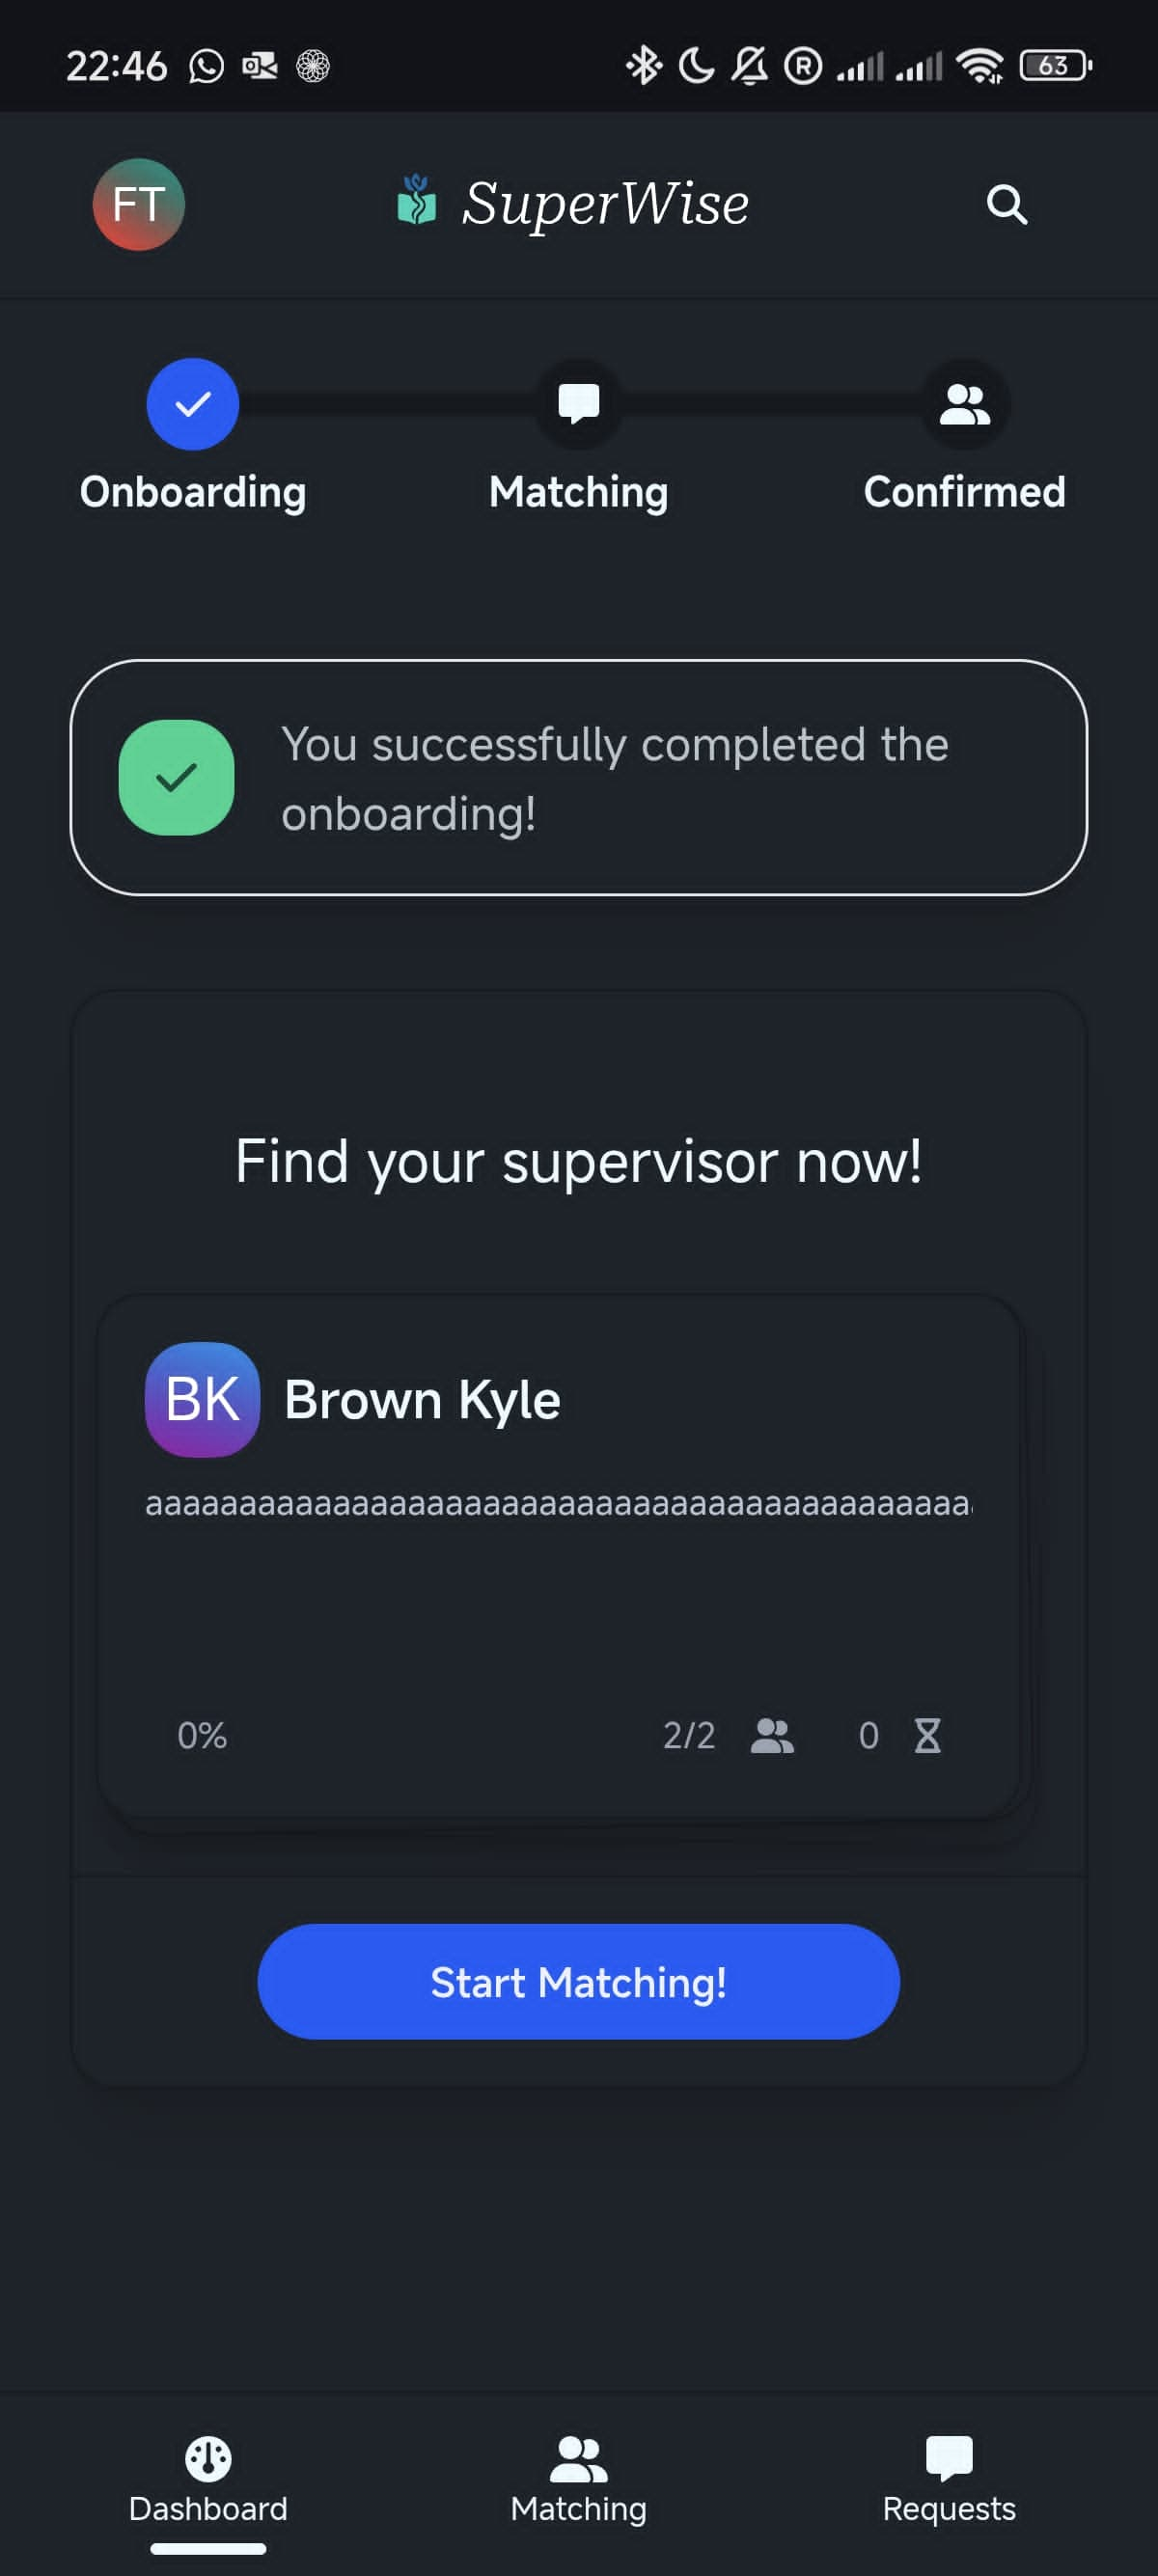 22:46
63
FT
SuperWise
Onboarding
Matching
Confirmed
You successfully completed the
onboarding!
Find your supervisor now!
BK
Brown Kyle
aaaaaaaaaaaaaaaaaaaaaaaaaaaaaaaaaaaaaaaaaaaa
0%
2/2
0
Start Matching!
Dashboard
Matching
Requests